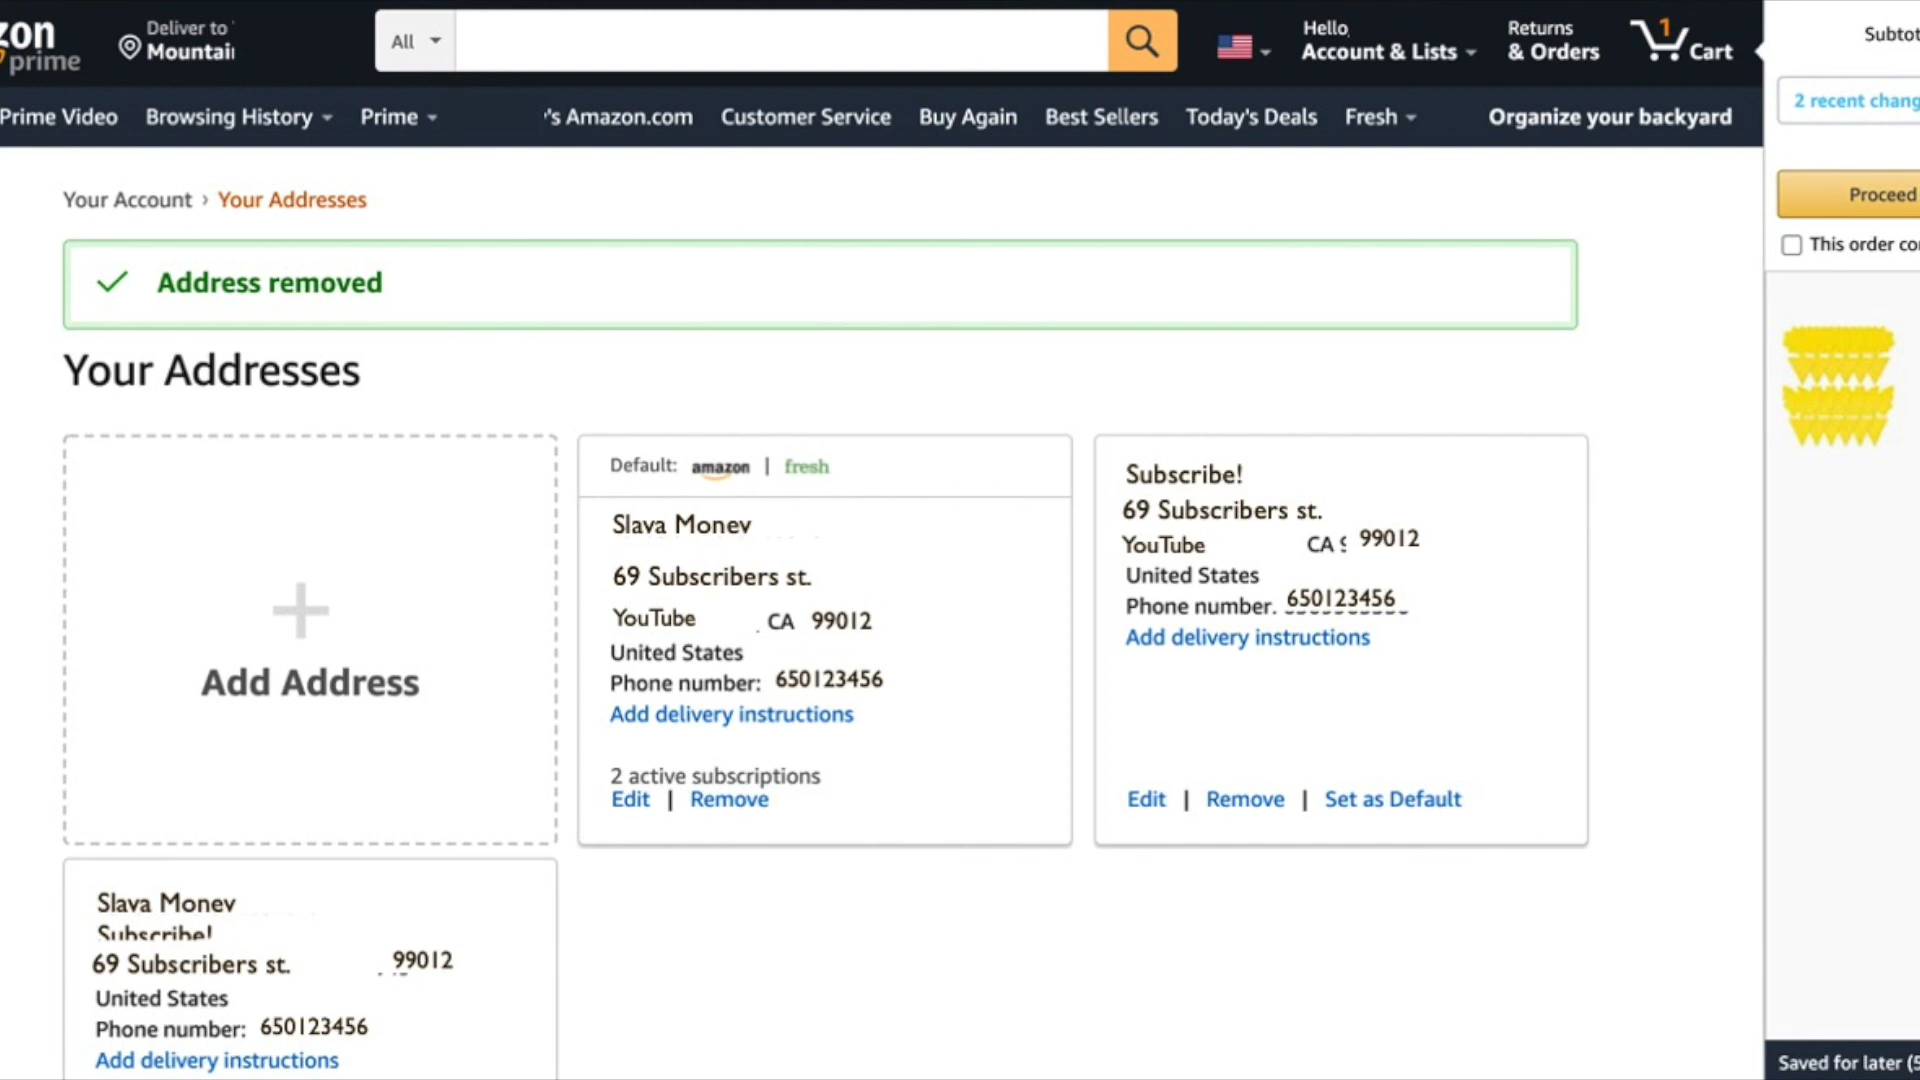 zon
prime
Deliver to
Mountai
All
Hello
Account & Lists
Returns
& Orders
1
Cart
Subtot
Prime Video
Browsing History
Prime
's Amazon.com
Customer Service
Buy Again
Best Sellers
Today's Deals
Fresh
Organize your backyard
2 recent chang
Proceed
This order co
Your Account › Your Addresses
Address removed
Your Addresses
Add Address
Default: amazon | fresh
Slava Monev
69 Subscribers st.
YouTube CA 99012
United States
Phone number: 650123456
Add delivery instructions
2 active subscriptions
Edit | Remove
Subscribe!
69 Subscribers st.
YouTube CA 99012
United States
Phone number. 650123456
Add delivery instructions
Edit | Remove | Set as Default
Slava Monev
Subscribe!
69 Subscribers st. 99012
United States
Phone number: 650123456
Add delivery instructions
Saved for later (5